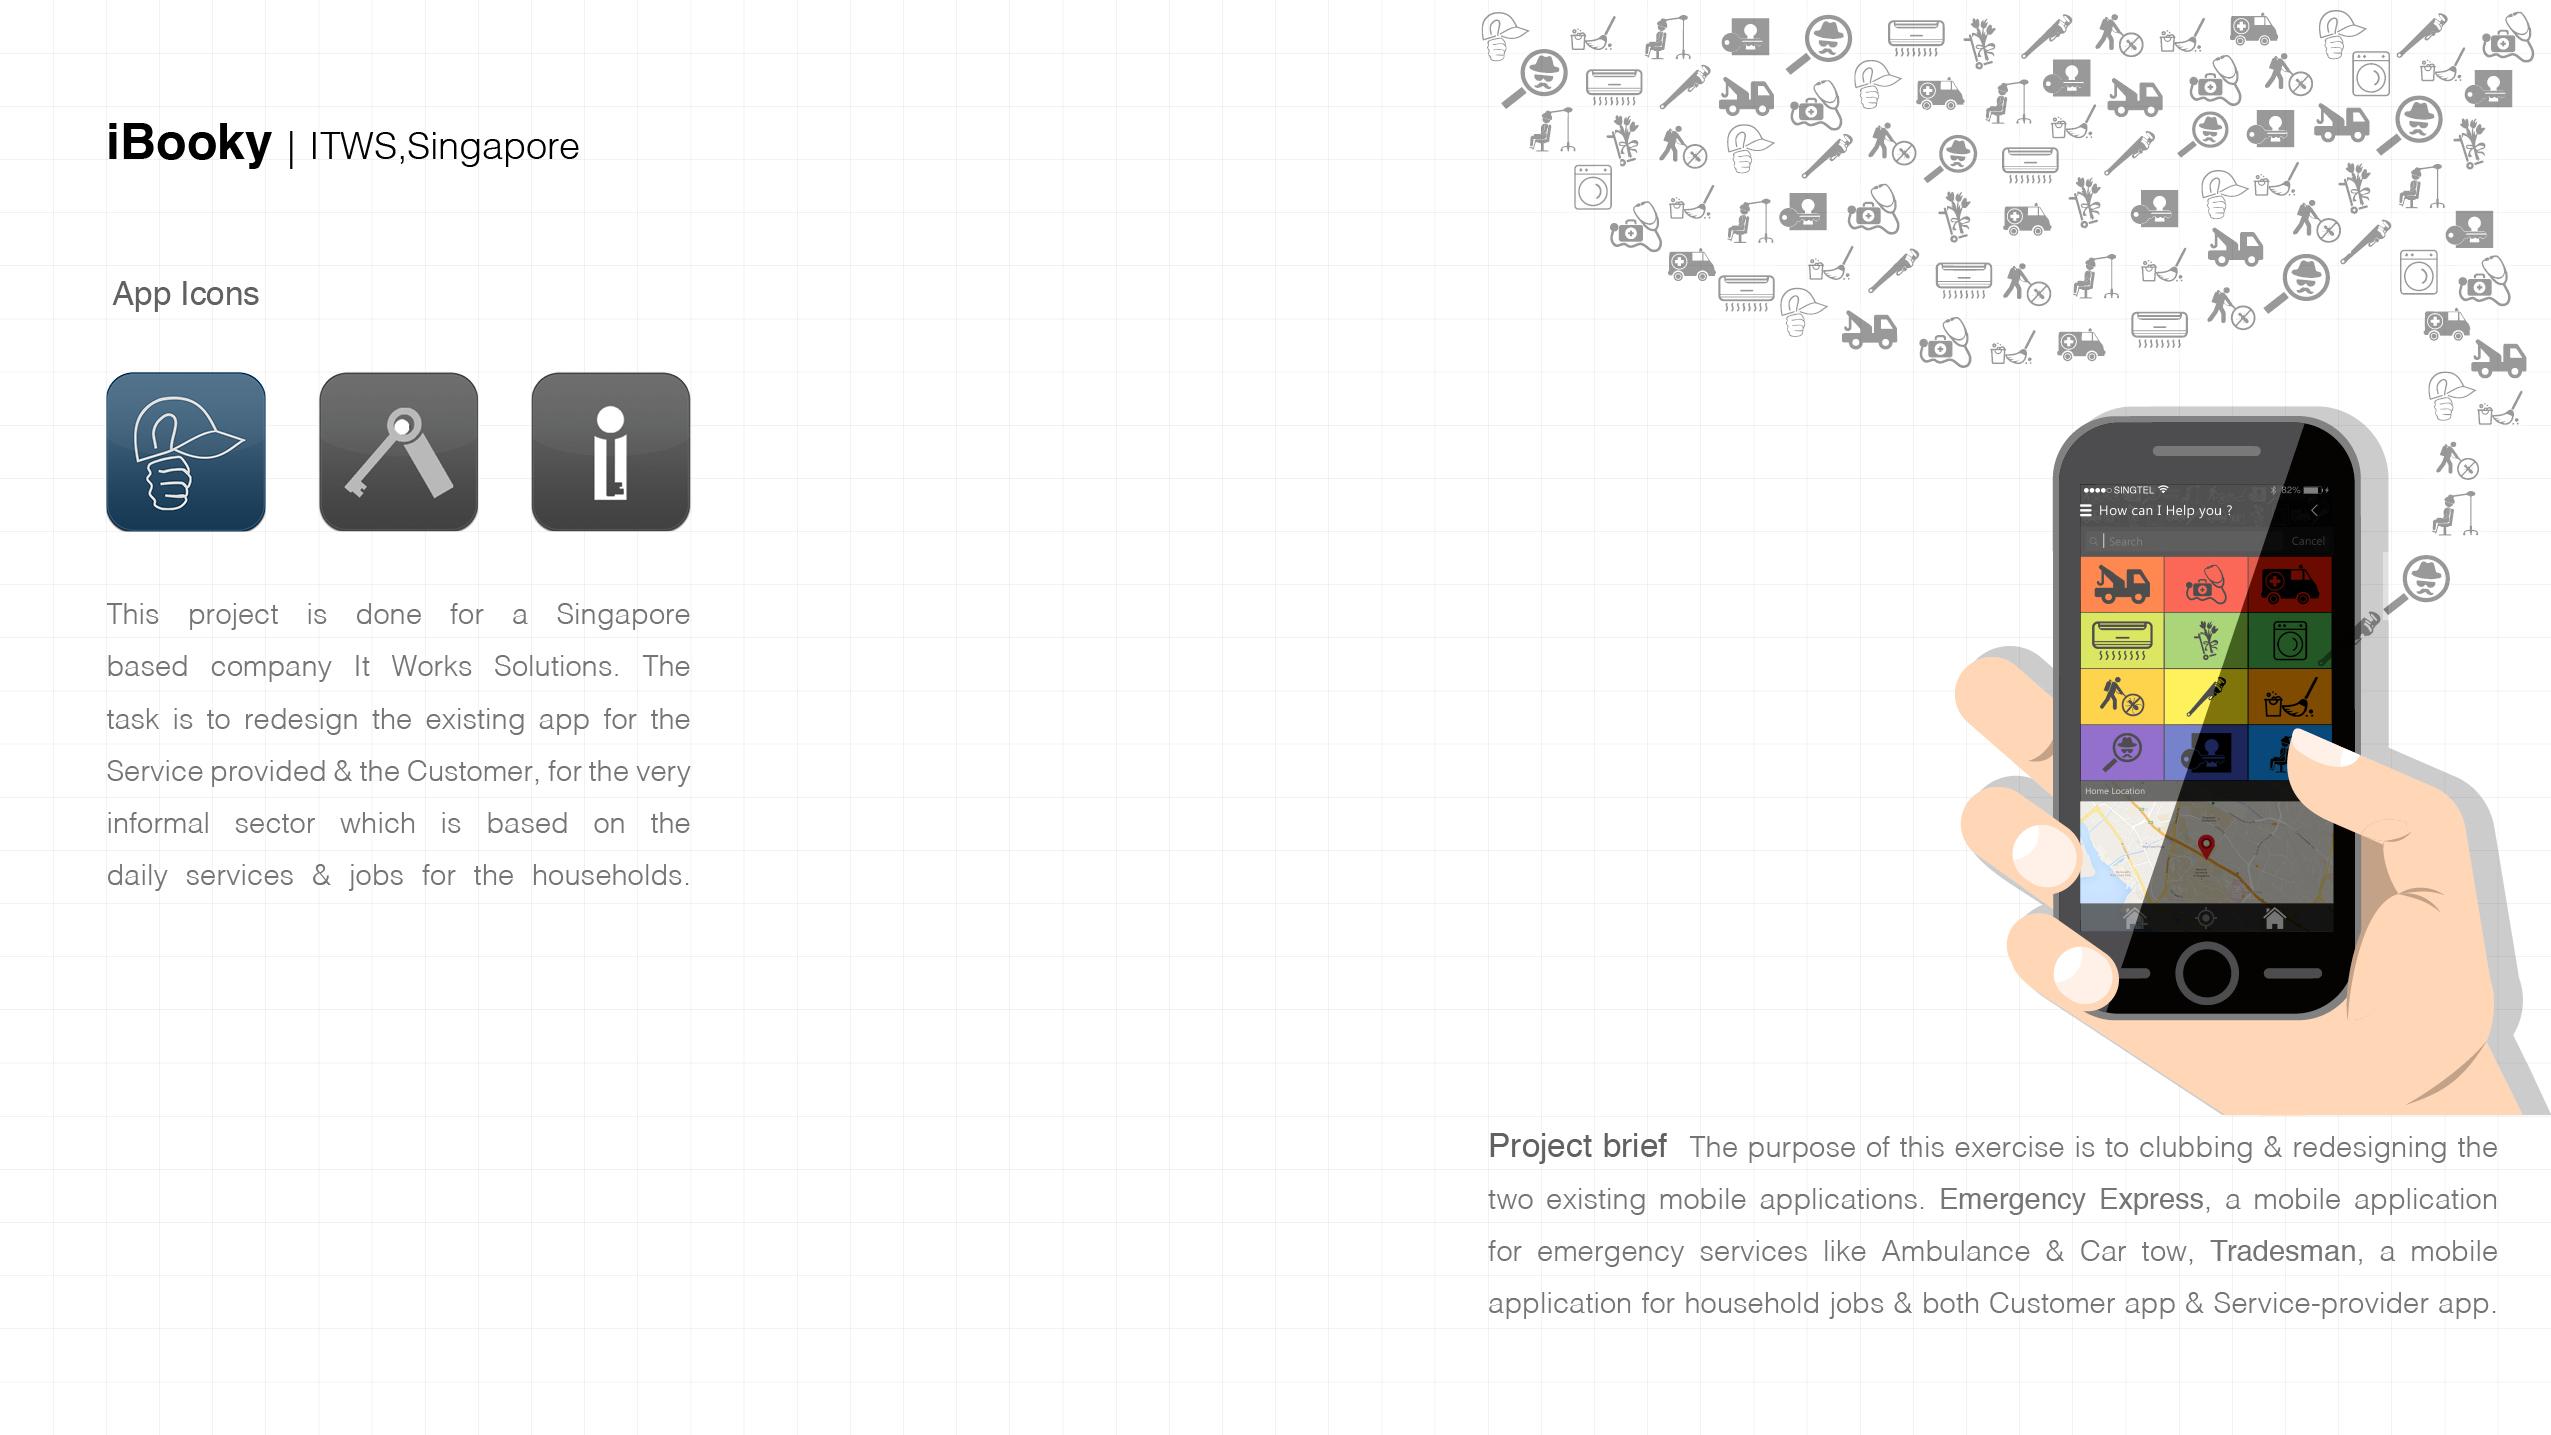 iBooky | ITWS,Singapore
App Icons
This project is done for a Singapore
based company It Works Solutions. The
task is to redesign the existing app for the
Service provided & the Customer, for the very
informal sector which is based on the
daily services & jobs for the households.
SINGTEL 82%
How can I Help you ?
Search Cancel
Home Location
Project brief The purpose of this exercise is to clubbing & redesigning the
two existing mobile applications. Emergency Express, a mobile application
for emergency services like Ambulance & Car tow, Tradesman, a mobile
application for household jobs & both Customer app & Service-provider app.